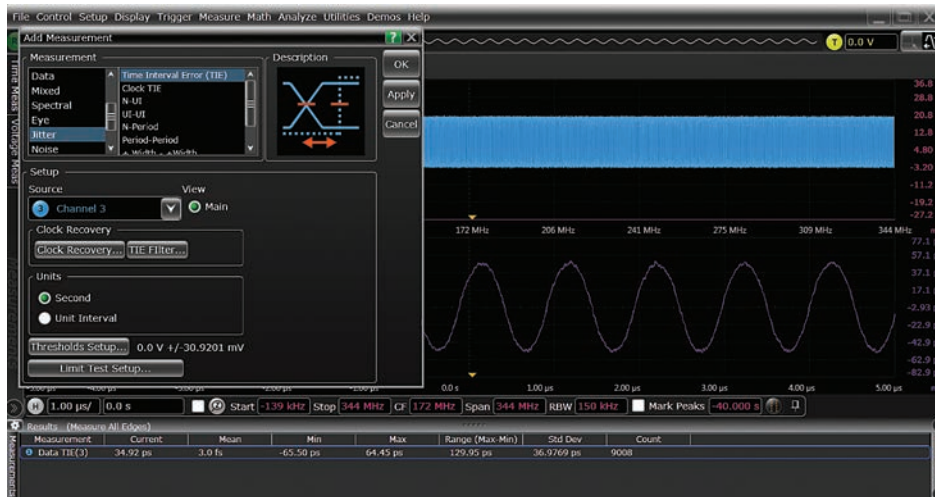 File Control Setup Display Trigger Measure Math Analyze Utilities Demos Help
Add Measurement ? X
T 0.0 V
Time Meas
Voltage Meas
Measurement
Data
Mixed
Spectral
Eye
Jitter
Noise
Time Interval Error (TIE)
Clock TIE
N-UI
UI-UI
N-Period
Period-Period
+ Width - +Width
Description
OK
Apply
Cancel
Setup
Source
View
3 Channel 3
Main
Clock Recovery
Clock Recovery... TIE Filter...
Units
Second
Unit Interval
Thresholds Setup... 0.0 V +/-30.9201 mV
Limit Test Setup...
36.8
28.8
20.8
12.8
4.80
-3.20
-11.2
-19.2
-27.2
172 MHz 206 MHz 241 MHz 275 MHz 309 MHz 344 MHz
77.1
57.1
37.1
17.1
-2.93
-22.9
-42.9
-62.9
-82.9
0.0 s 1.00 µs 2.00 µs 3.00 µs 4.00 µs 5.00 µs
H 1.00 µs/ 0.0 s Start -139 kHz Stop 344 MHz CF 172 MHz Span 344 MHz RBW 150 kHz Mark Peaks -40.000 s
Results (Measure All Edges)
Measurements
Measurement Current Mean Min Max Range (Max-Min) Std Dev Count
Data TIE(3) 34.92 ps 3.0 fs -65.50 ps 64.45 ps 129.95 ps 36.9769 ps 9008